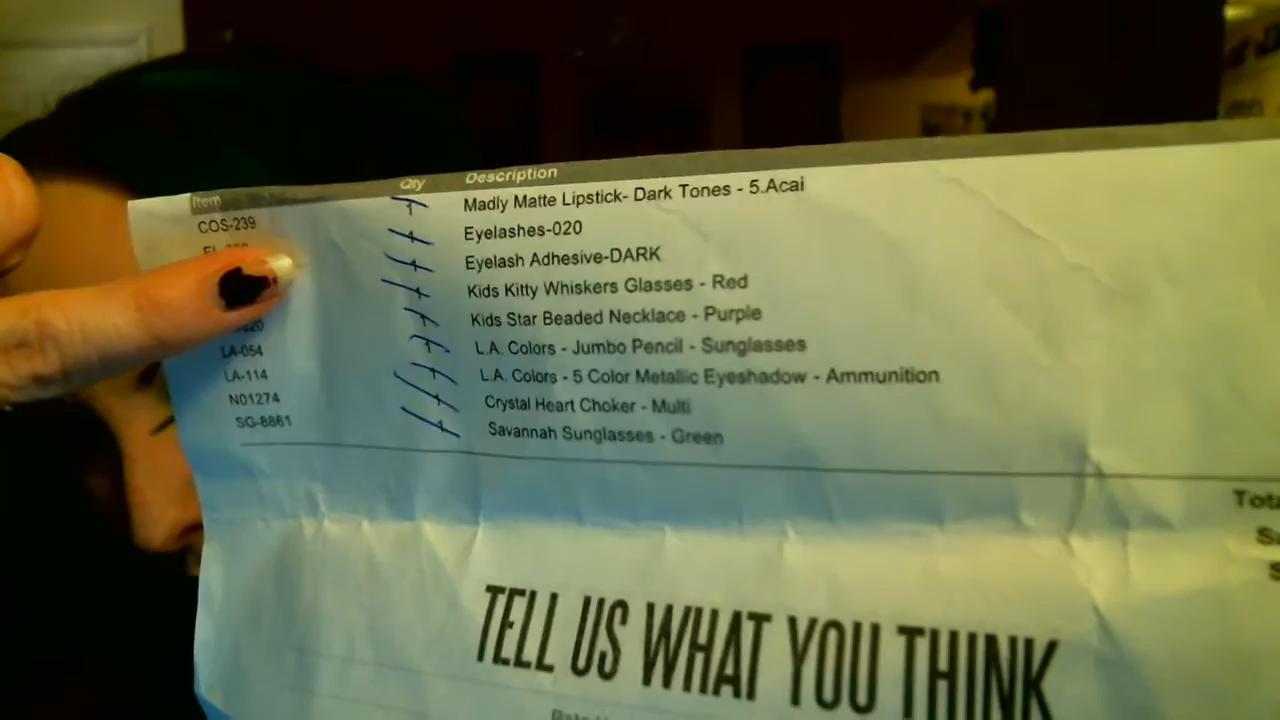 Item Qty Description
COS-239 Madly Matte Lipstick- Dark Tones - 5.Acai
Eyelashes-020
Eyelash Adhesive-DARK
Kids Kitty Whiskers Glasses - Red
Kids Star Beaded Necklace - Purple
LA-054 L.A. Colors - Jumbo Pencil - Sunglasses
LA-114 L.A. Colors - 5 Color Metallic Eyeshadow - Ammunition
N01274 Crystal Heart Choker - Multi
SG-8861 Savannah Sunglasses - Green
TELL US WHAT YOU THINK